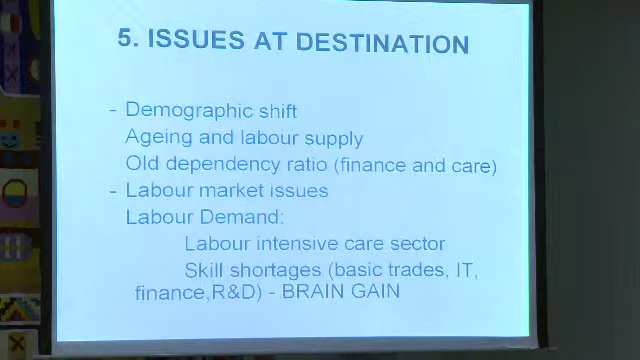 5. ISSUES AT DESTINATION
- Demographic shift
Ageing and labour supply
Old dependency ratio (finance and care)
- Labour market issues
Labour Demand:
Labour intensive care sector
Skill shortages (basic trades, IT,
finance,R&D) - BRAIN GAIN